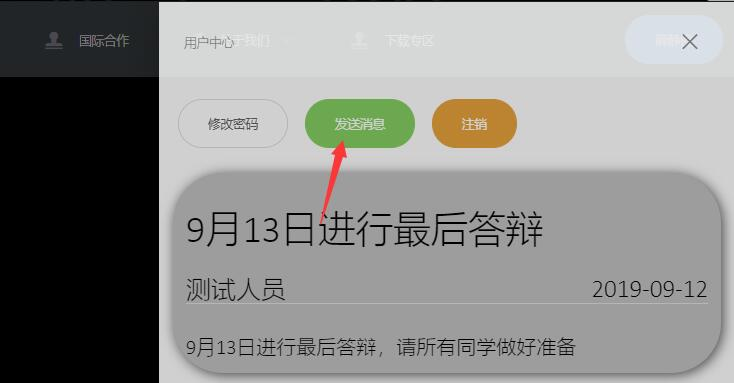 国际合作
用户中心
于我们
下载专区
修改密码
发送消息
注销
9月13日进行最后答辩
测试人员
2019-09-12
9月13日进行最后答辩，请所有同学做好准备